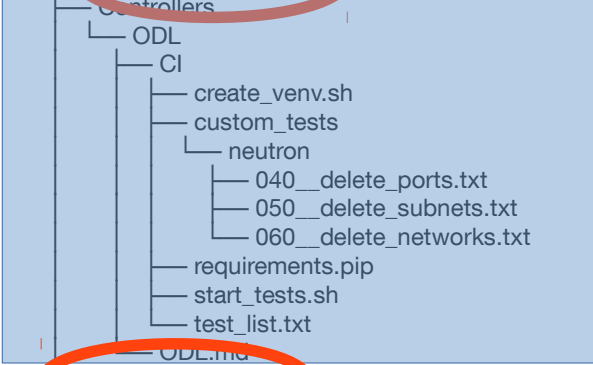 Controllers
ODL
CI
create_venv.sh
custom_tests
neutron
040__delete_ports.txt
050__delete_subnets.txt
060__delete_networks.txt
requirements.pip
start_tests.sh
test_list.txt
ODL.md